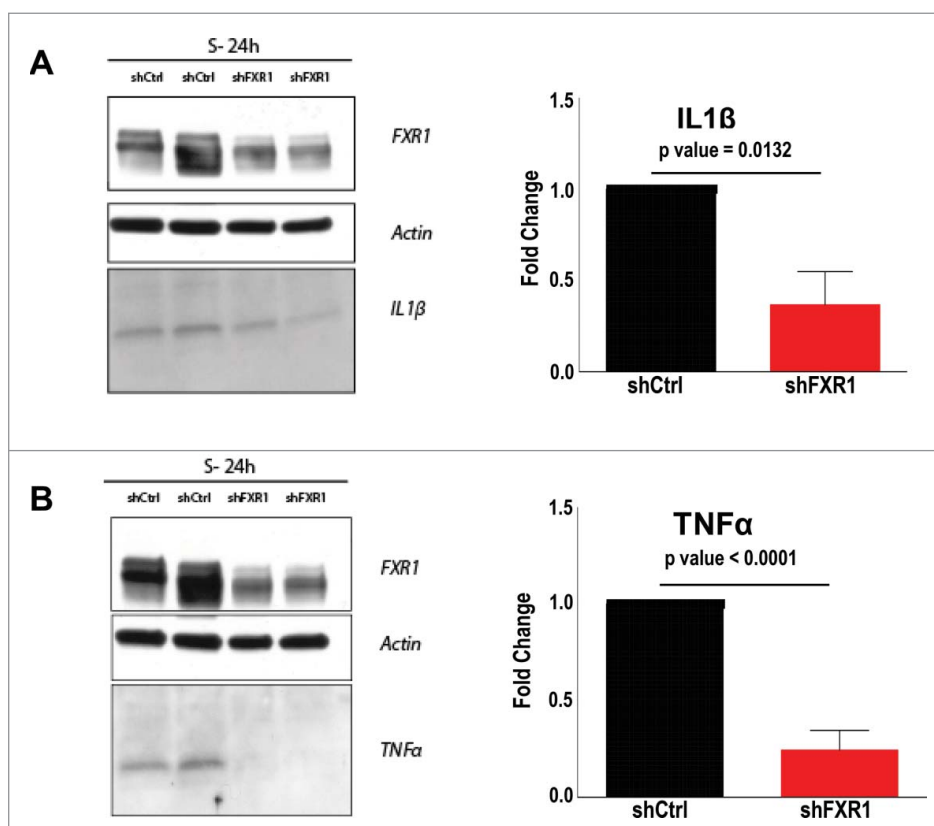 A
S- 24h
shCtrl shCtrl shFXR1 shFXR1
FXR1
Actin
IL1β
1.5
1.0
0.5
0.0
Fold Change
IL1ß
p value = 0.0132
shCtrl shFXR1
B
S- 24h
shCtrl shCtrl shFXR1 shFXR1
FXR1
Actin
TNFα
1.5
1.0
0.5
0.0
Fold Change
TNFα
p value < 0.0001
shCtrl shFXR1